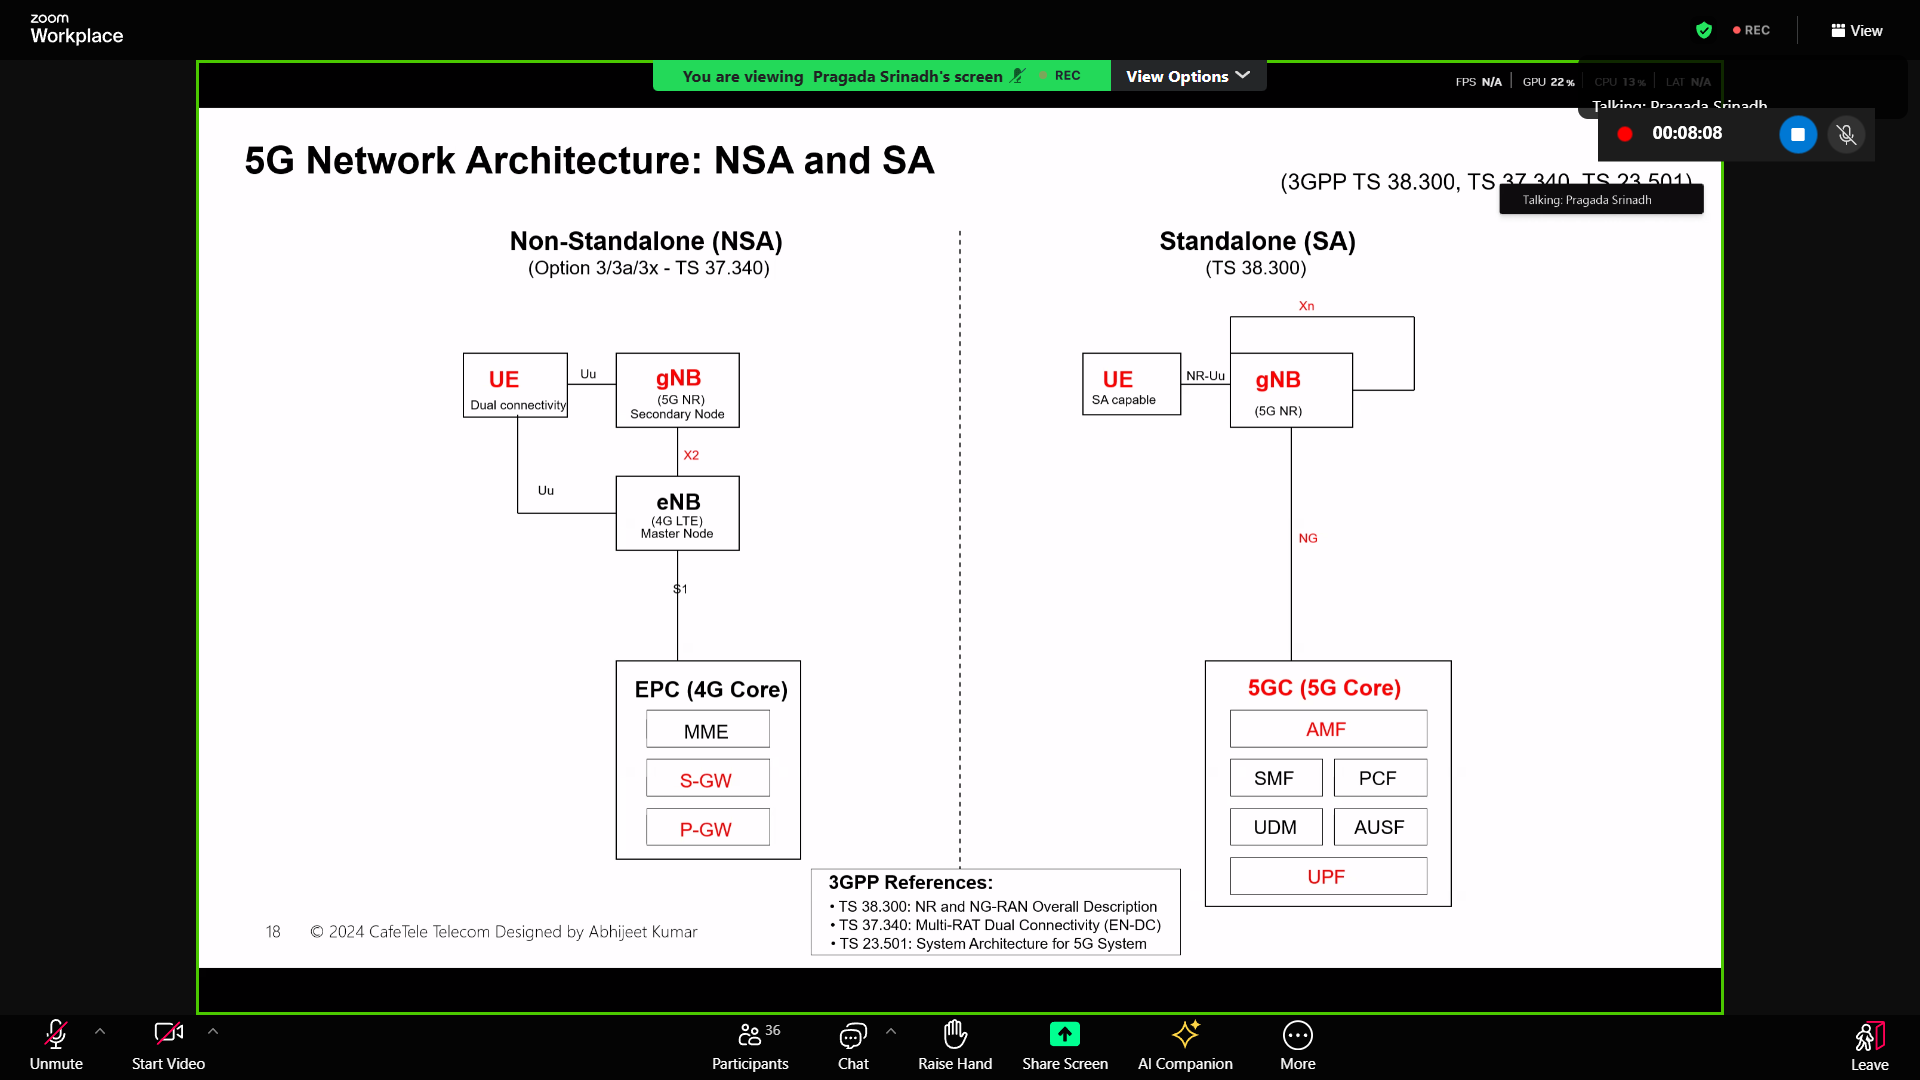 zoom
Workplace
REC
View
You are viewing Pragada Srinadh's screen
REC
View Options
FPS N/A
GPU 22 %
CPU 13 %
LAT N/A
Talking: Pragada Srinadh
00:08:08
5G Network Architecture: NSA and SA
(3GPP TS 38.300, TS 37.340, TS 23.501)
Talking: Pragada Srinadh
Non-Standalone (NSA)
(Option 3/3a/3x - TS 37.340)
UE
Dual connectivity
Uu
gNB
(5G NR)
Secondary Node
X2
Uu
eNB
(4G LTE)
Master Node
S1
EPC (4G Core)
MME
S-GW
P-GW
Standalone (SA)
(TS 38.300)
Xn
UE
SA capable
NR-Uu
gNB
(5G NR)
NG
5GC (5G Core)
AMF
SMF
PCF
UDM
AUSF
UPF
3GPP References:
• TS 38.300: NR and NG-RAN Overall Description
• TS 37.340: Multi-RAT Dual Connectivity (EN-DC)
• TS 23.501: System Architecture for 5G System
18
© 2024 CafeTele Telecom Designed by Abhijeet Kumar
Unmute
Start Video
36
Participants
Chat
Raise Hand
Share Screen
AI Companion
More
Leave